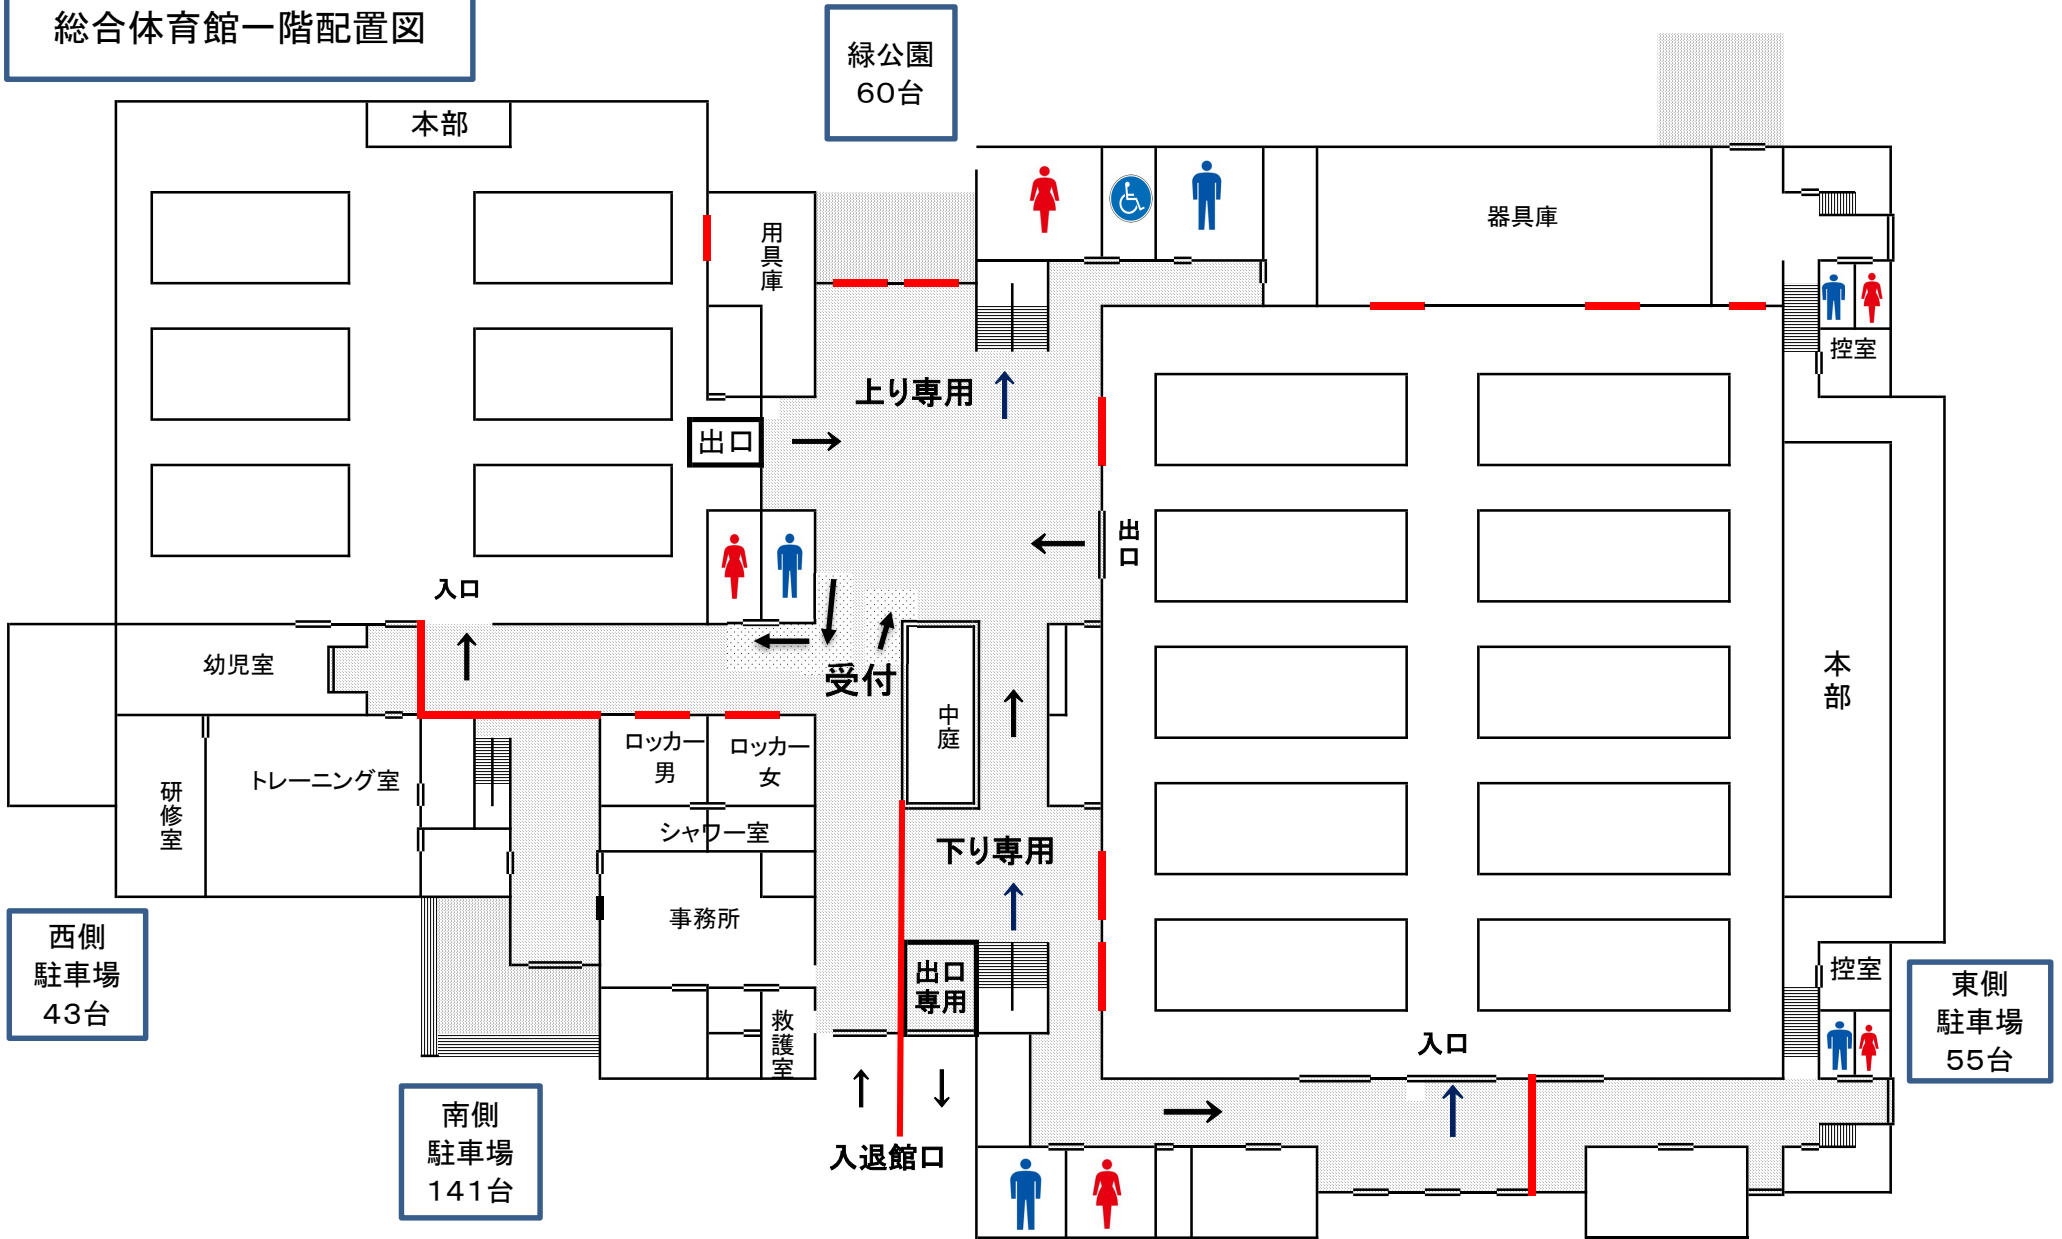 総合体育館一階配置図
緑公園
60台
本部
用具庫
器具庫
控室
上り専用
出口
出口
入口
幼児室
受付
中庭
本部
ロッカー
男
ロッカー
女
研修室
トレーニング室
シャワー室
下り専用
事務所
西側
駐車場
43台
出口
専用
控室
東側
駐車場
55台
救護室
入口
南側
駐車場
141台
入退館口